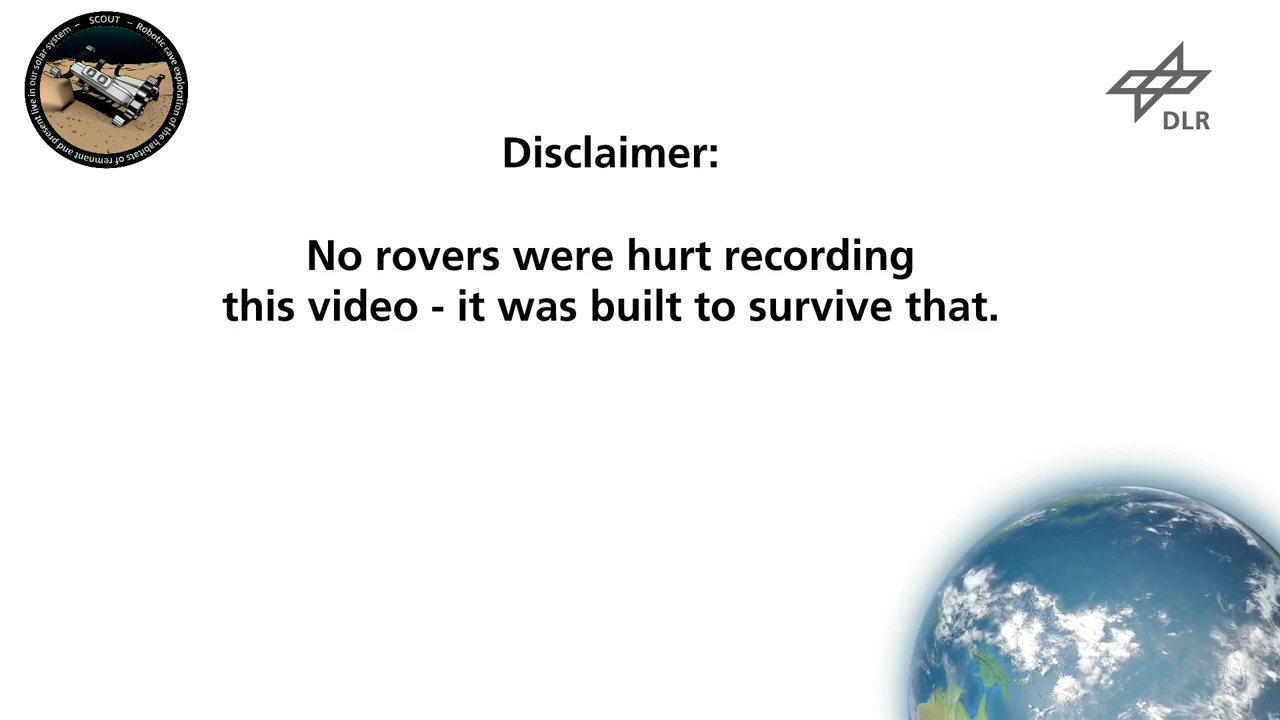 SCOUT – Robotic cave exploration of the habitats of remnant and present live in our solar system –
DLR
Disclaimer:
No rovers were hurt recording
this video - it was built to survive that.